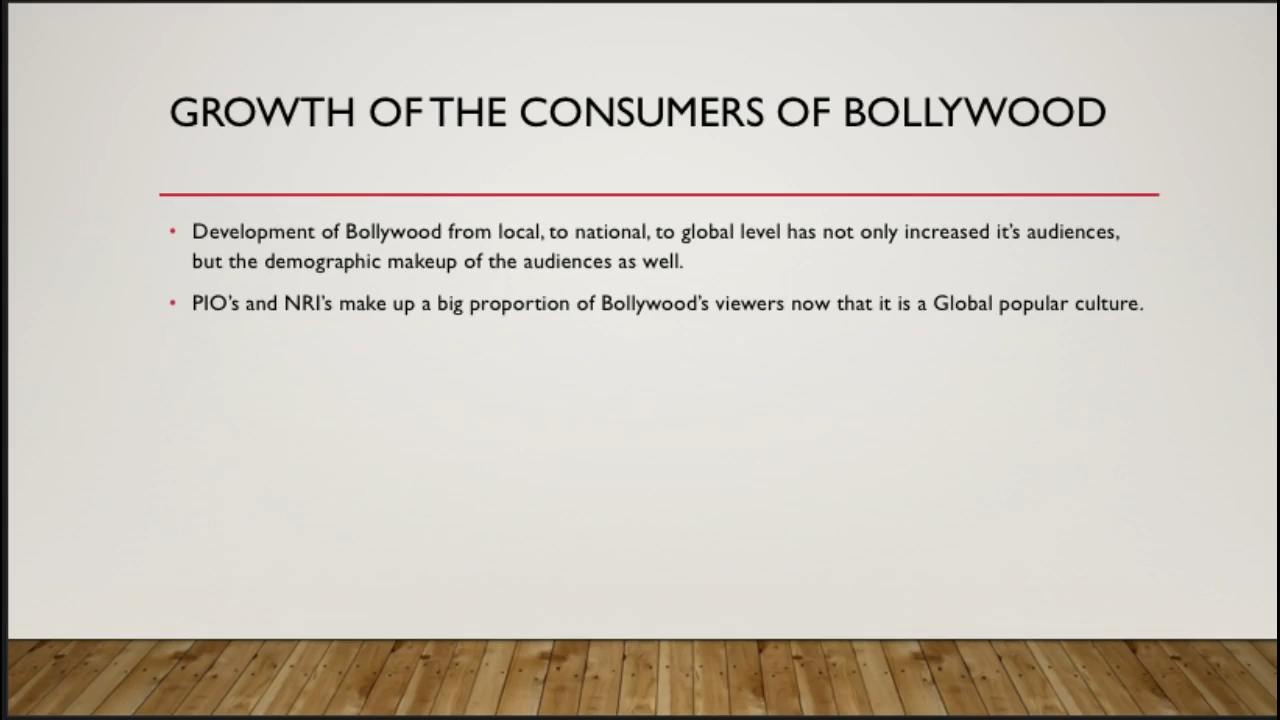 GROWTH OF THE CONSUMERS OF BOLLYWOOD
• Development of Bollywood from local, to national, to global level has not only increased it's audiences,
but the demographic makeup of the audiences as well.
• PIO's and NRI's make up a big proportion of Bollywood's viewers now that it is a Global popular culture.